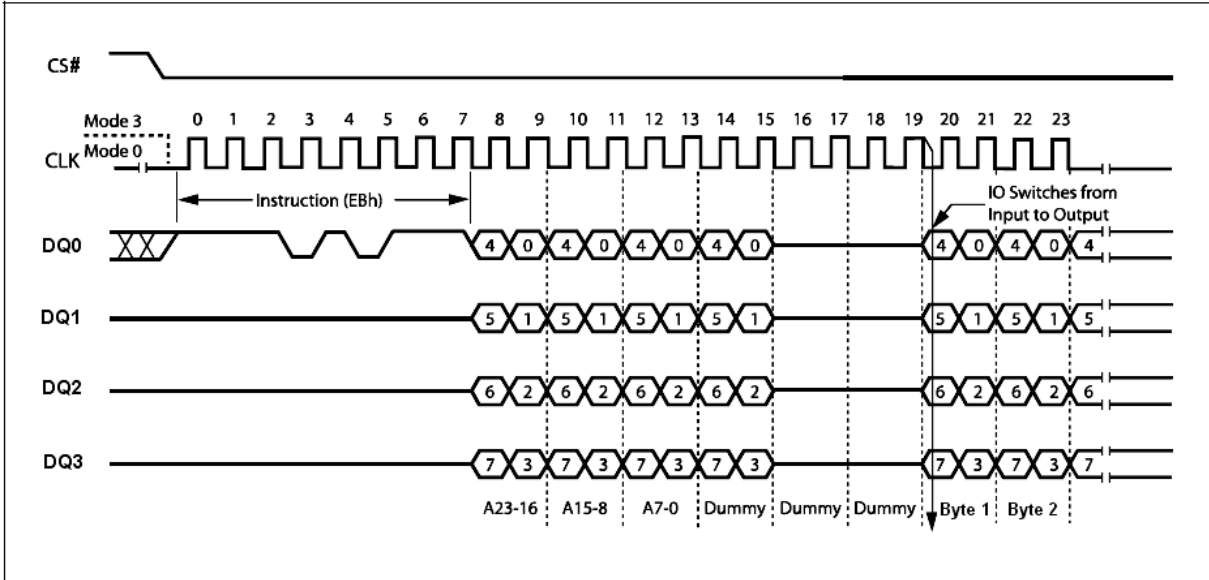 CS#
Mode 3
0 1 2 3 4 5 6 7 8 9 10 11 12 13 14 15 16 17 18 19 20 21 22 23
Mode 0
CLK
Instruction (EBh)
IO Switches from
Input to Output
DQ0 4 0 4 0 4 0 4 0 4 0 4 0 4
DQ1 5 1 5 1 5 1 5 1 5 1 5 1 5
DQ2 6 2 6 2 6 2 6 2 6 2 6 2 6
DQ3 7 3 7 3 7 3 7 3 7 3 7 3 7
A23-16 A15-8 A7-0 Dummy Dummy Dummy Byte 1 Byte 2